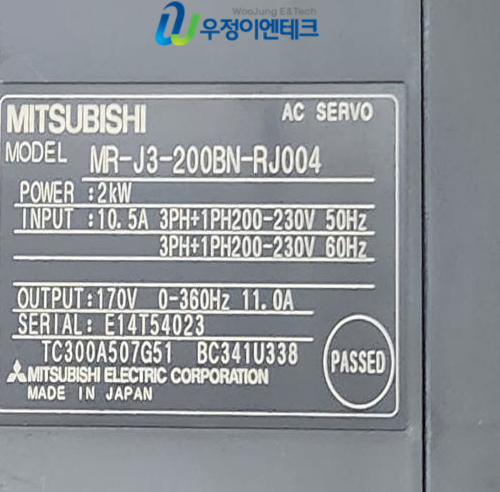 WooJung E&Tech
우정이엔테크
MITSUBISHI AC SERVO
MODEL MR-J3-200BN-RJ004
POWER :2kW
INPUT :10.5A 3PH+1PH200-230V 50Hz
3PH+1PH200-230V 60Hz
OUTPUT:170V 0-360Hz 11.0A
SERIAL: E14T54023
TC300A507G51 BC341U338
PASSED
MITSUBISHI ELECTRIC CORPORATION
MADE IN JAPAN